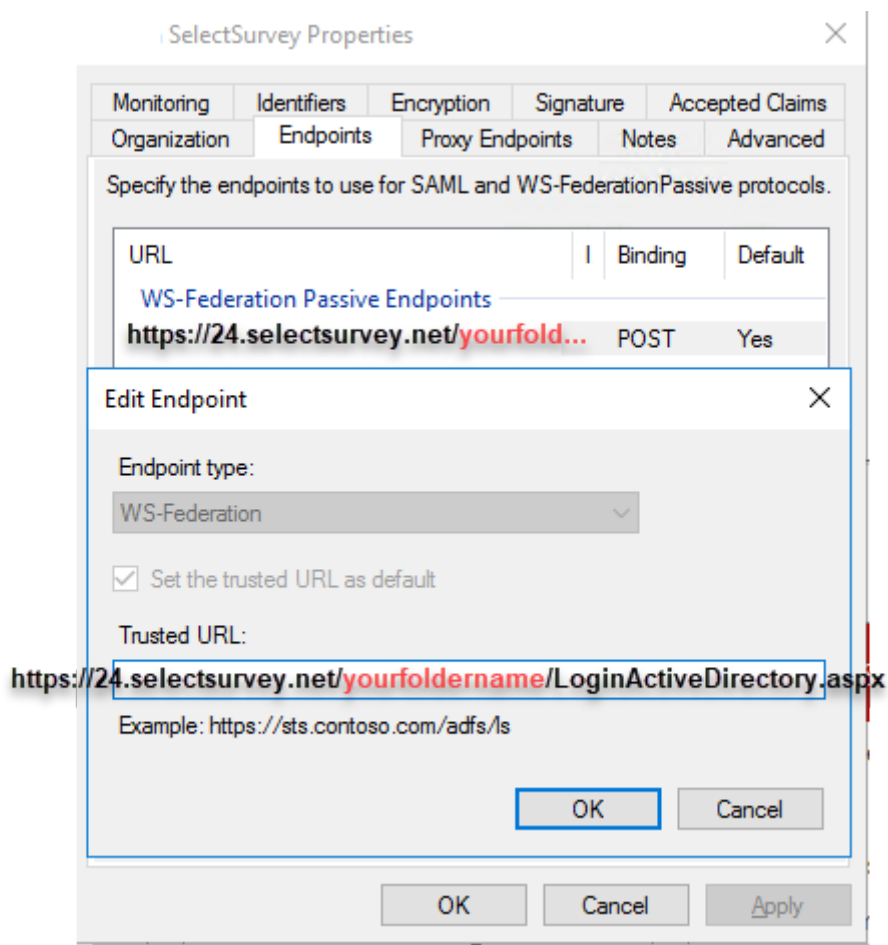 SelectSurvey Properties
Monitoring Identifiers Encryption Signature Accepted Claims
Organization Endpoints Proxy Endpoints Notes Advanced
Specify the endpoints to use for SAML and WS-FederationPassive protocols.
URL I Binding Default
WS-Federation Passive Endpoints
https://24.selectsurvey.net/yourfold... POST Yes
Edit Endpoint
Endpoint type:
WS-Federation
Set the trusted URL as default
Trusted URL:
https://24.selectsurvey.net/yourfoldername/LoginActiveDirectory.aspx
Example: https://sts.contoso.com/adfs/ls
OK Cancel
OK Cancel Apply